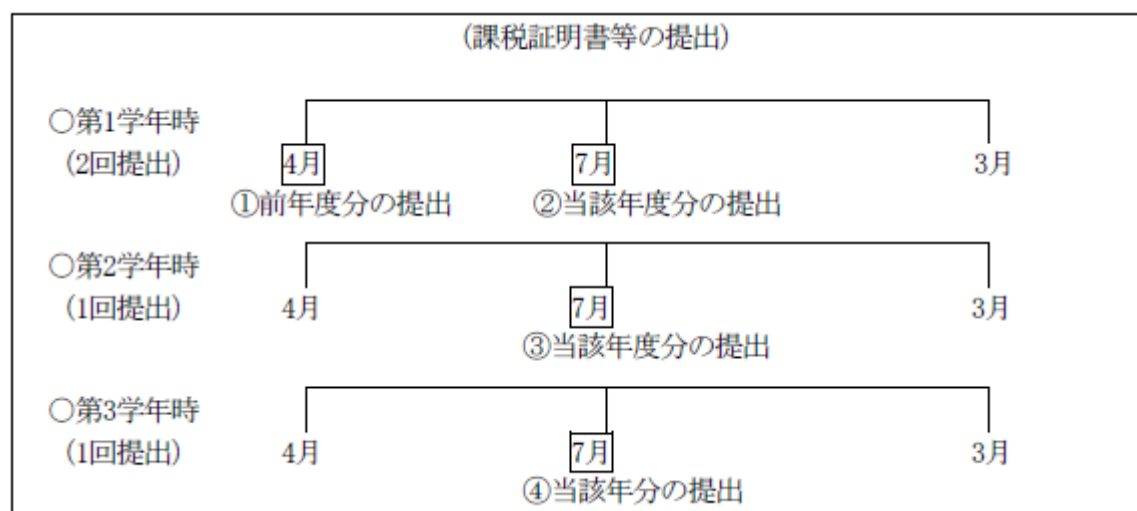 (課税証明書等の提出)
○第1学年時
(2回提出) 4月 7月 3月
①前年度分の提出 ②当該年度分の提出
○第2学年時
(1回提出) 4月 7月 3月
③当該年度分の提出
○第3学年時
(1回提出) 4月 7月 3月
④当該年分の提出